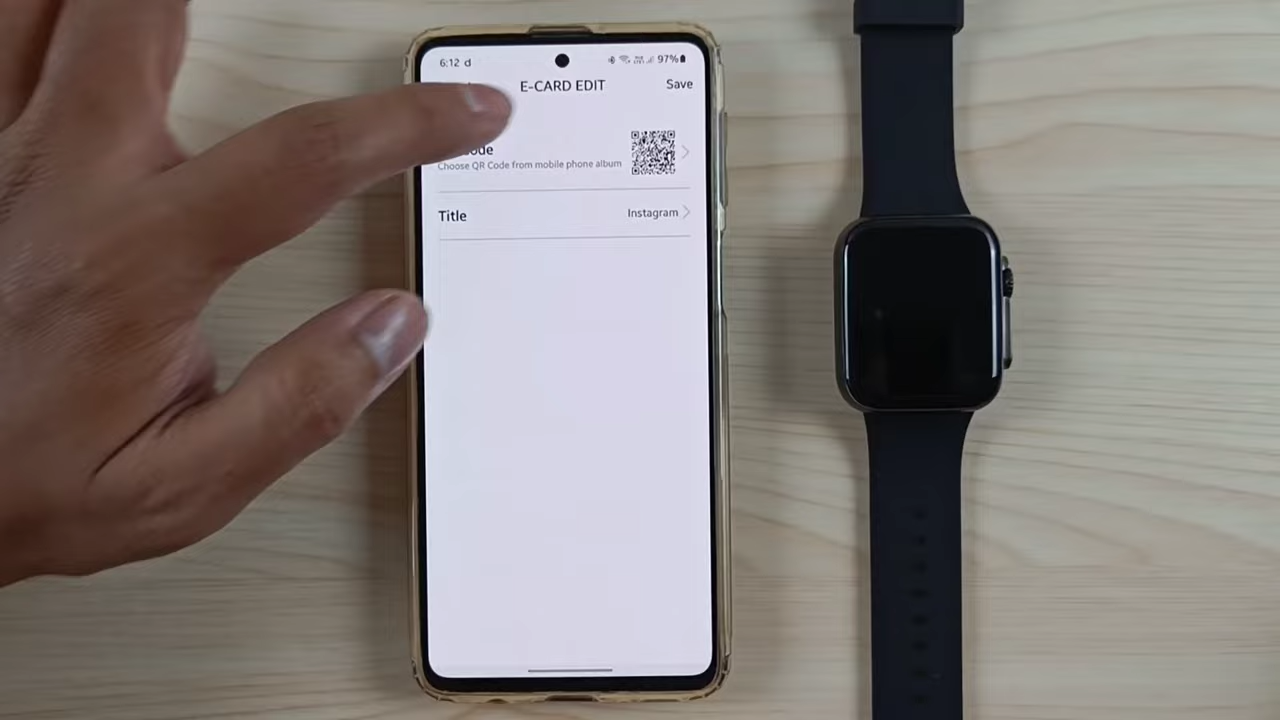 6:12 d 97%
E-CARD EDIT Save
Choose QR Code from mobile phone album
Title Instagram